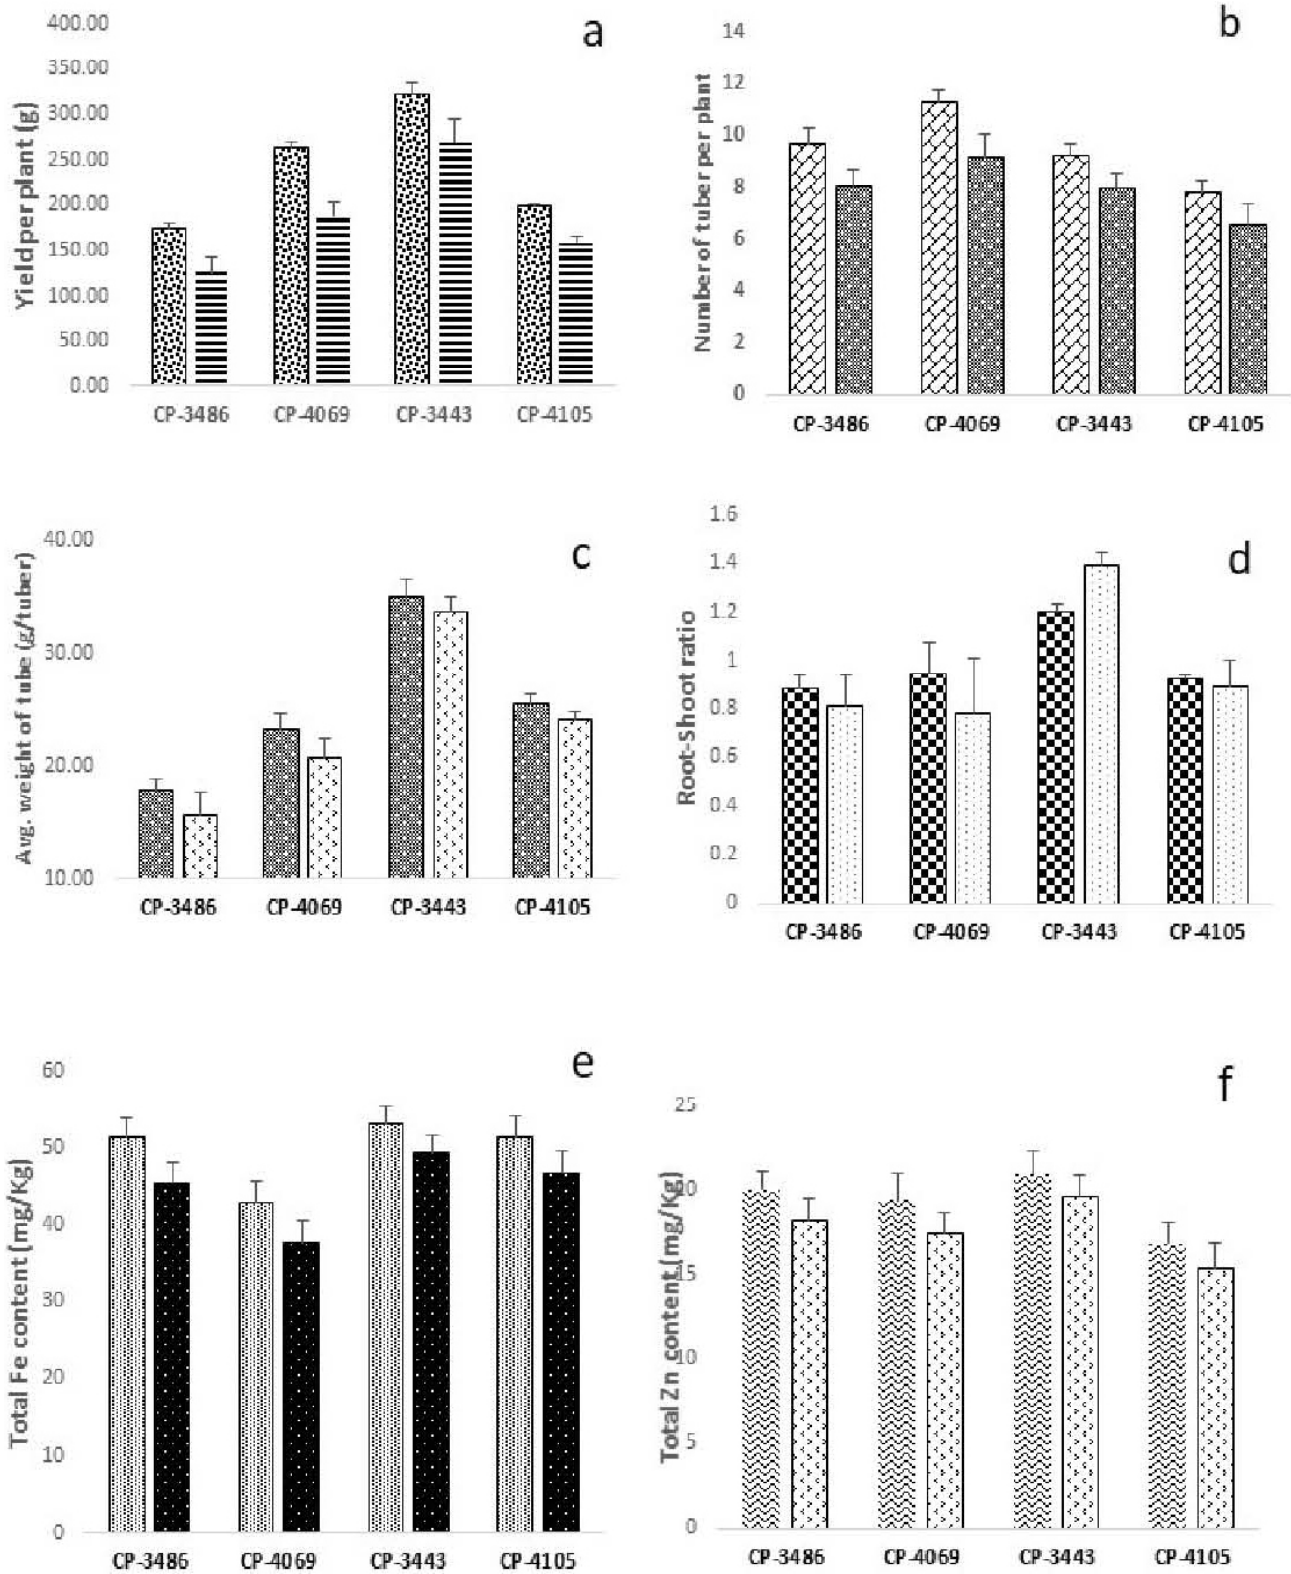 a
Yield per plant (g)
400.00
350.00
300.00
250.00
200.00
150.00
100.00
50.00
0.00
CP-3486 CP-4069 CP-3443 CP-4105
b
Number of tuber per plant
14
12
10
8
6
4
2
0
CP-3486 CP-4069 CP-3443 CP-4105
c
Avg. weight of tube (g/tuber)
40.00
30.00
20.00
10.00
CP-3486 CP-4069 CP-3443 CP-4105
d
Root-Shoot ratio
1.6
1.4
1.2
1
0.8
0.6
0.4
0.2
0
CP-3486 CP-4069 CP-3443 CP-4105
e
Total Fe content (mg/Kg)
60
50
40
30
20
10
0
CP-3486 CP-4069 CP-3443 CP-4105
f
Total Zn content (mg/Kg)
25
20
15
10
5
0
CP-3486 CP-4069 CP-3443 CP-4105